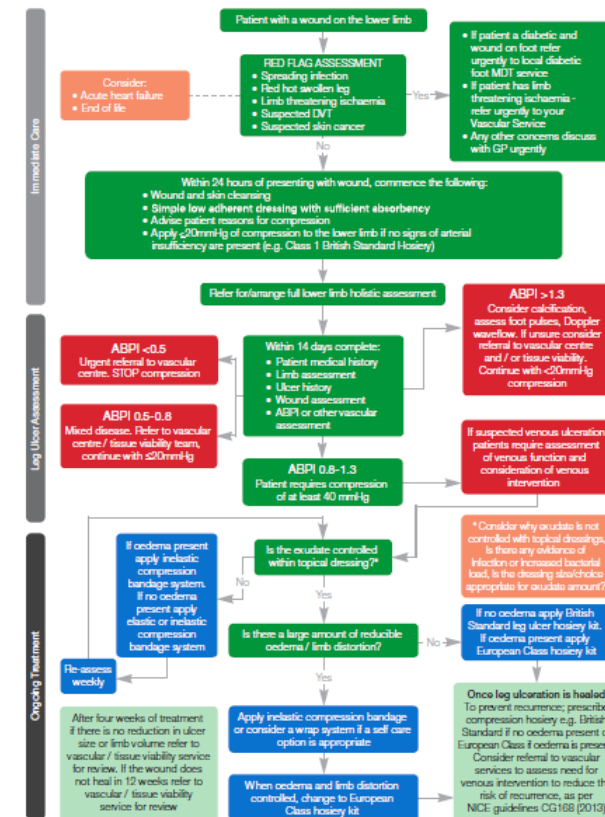 Immediate Care
Patient with a wound on the lower limb
Consider:
• Acute heart failure
• End of life
RED FLAG ASSESSMENT
• Spreading infection
• Red hot swollen leg
• Limb threatening ischaemia
• Suspected DVT
• Suspected skin cancer
Yes
• If patient a diabetic and
wound on foot refer
urgently to local diabetic
foot MDT service
• If patient has limb
threatening ischaemia -
refer urgently to your
Vascular Service
• Any other concerns discuss
with GP urgently
No
Within 24 hours of presenting with wound, commence the following:
• Wound and skin cleansing
• Simple low adherent dressing with sufficient absorbency
• Advise patient reasons for compression
• Apply ≤20mmHg of compression to the lower limb if no signs of arterial
insufficiency are present (e.g. Class 1 British Standard Hosiery)
Refer for/arrange full lower limb holistic assessment
Leg Ulcer Assessment
ABPI <0.5
Urgent referral to vascular
centre. STOP compression
ABPI 0.5-0.8
Mixed disease. Refer to vascular
centre / tissue viability team,
continue with ≤20mmHg
Within 14 days complete:
• Patient medical history
• Limb assessment
• Ulcer history
• Wound assessment
• ABPI or other vascular
assessment
ABPI >1.3
Consider calcification,
assess foot pulses, Doppler
waveflow. If unsure consider
referral to vascular centre
and / or tissue viability.
Continue with <20mmHg
compression
ABPI 0.8-1.3
Patient requires compression
of at least 40 mmHg
If suspected venous ulceration
patients require assessment
of venous function and
consideration of venous
intervention
Ongoing Treatment
If oedema present
apply inelastic
compression
bandage system.
If no oedema
present apply
elastic or inelastic
compression
bandage system
Is the exudate controlled
within topical dressing?*
No
Yes
*Consider why exudate is not
controlled with topical dressings,
Is there any evidence of
infection or increased bacterial
load, Is the dressing size/choice
appropriate for exudate amount?
Re-assess
weekly
Is there a large amount of reducible
oedema / limb distortion?
No
If no oedema apply British
Standard leg ulcer hosiery kit.
If oedema present apply
European Class hosiery kit
Yes
After four weeks of treatment
if there is no reduction in ulcer
size or limb volume refer to
vascular / tissue viability service
for review. If the wound does
not heal in 12 weeks refer to
vascular / tissue viability
service for review
Apply inelastic compression bandage
or consider a wrap system if a self care
option is appropriate
When oedema and limb distortion
controlled, change to European
Class hosiery kit
Once leg ulceration is healed
To prevent recurrence; prescribe
compression hosiery e.g. British
Standard if no oedema present or
European Class if oedema is present.
Consider referral to vascular
services to assess need for
venous intervention to reduce the
risk of recurrence, as per
NICE guidelines CG168 (2013)